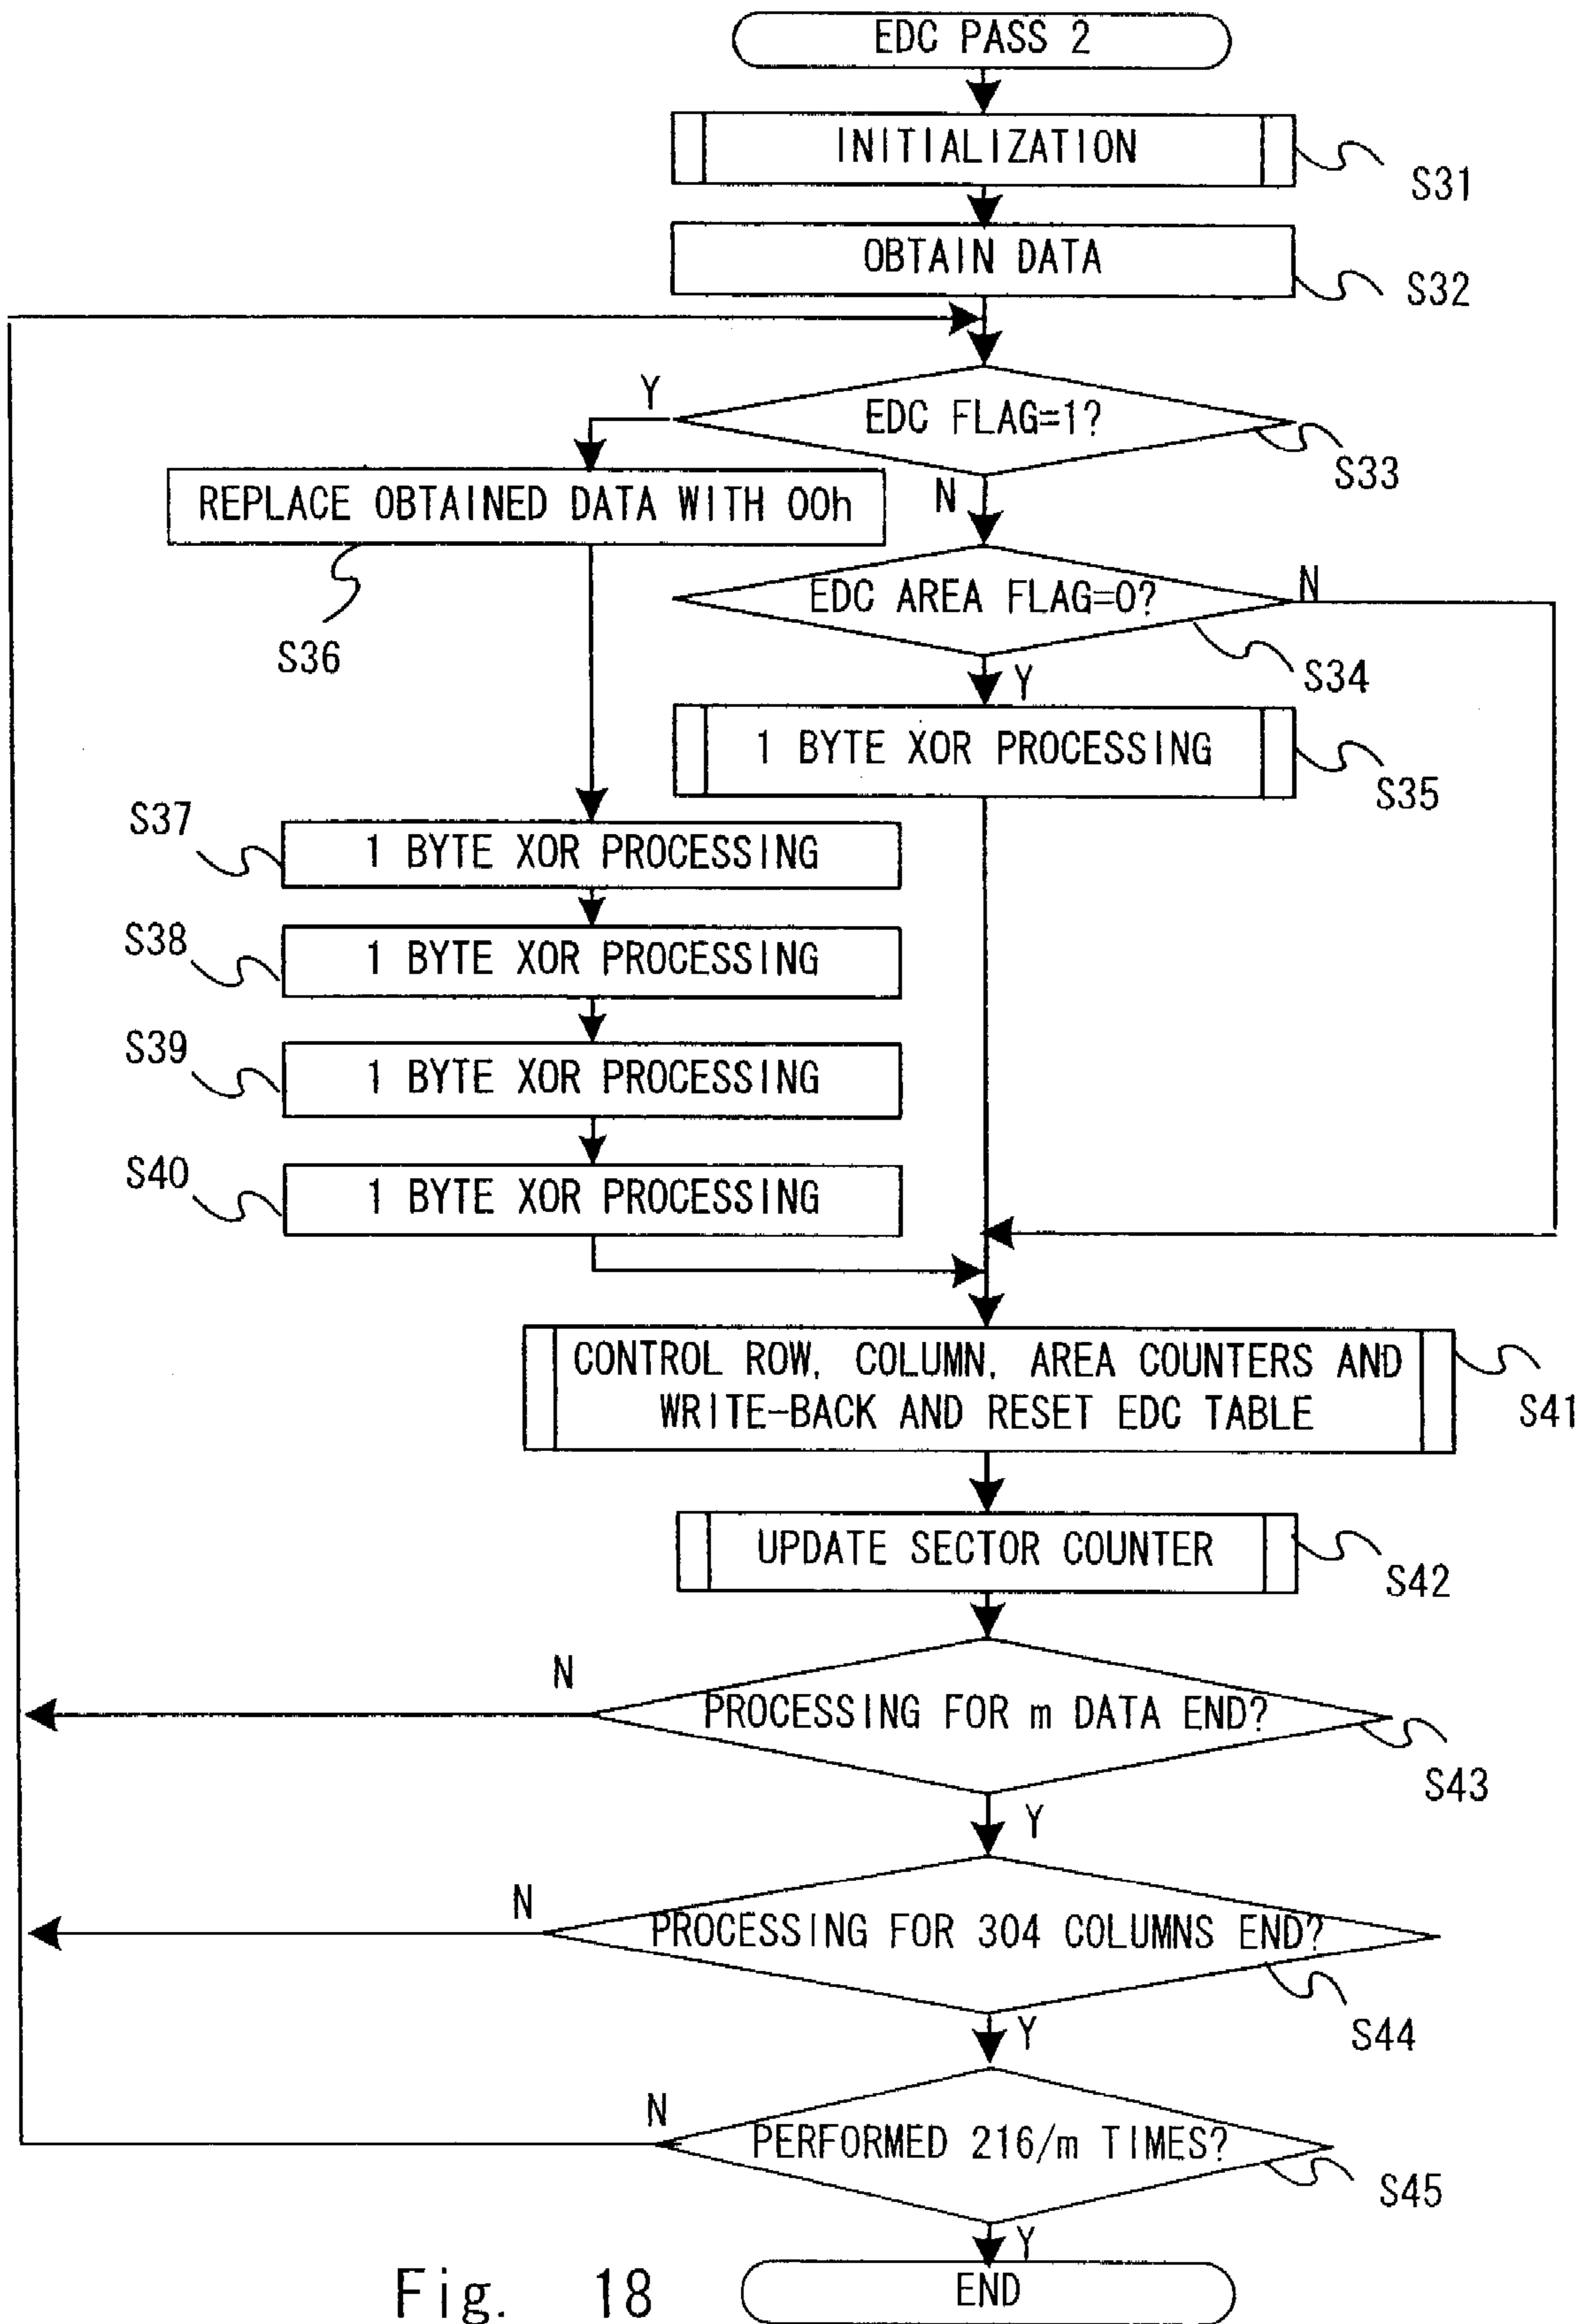 EDC PASS 2
INITIALIZATION
S31
OBTAIN DATA
S32
Y
EDC FLAG=1?
S33
REPLACE OBTAINED DATA WITH 00h
N
S36
EDC AREA FLAG=0?
N
S34
Y
1 BYTE XOR PROCESSING
S35
S37
1 BYTE XOR PROCESSING
S38
1 BYTE XOR PROCESSING
S39
1 BYTE XOR PROCESSING
S40
1 BYTE XOR PROCESSING
CONTROL ROW, COLUMN, AREA COUNTERS AND
WRITE-BACK AND RESET EDC TABLE
S41
UPDATE SECTOR COUNTER
S42
N
PROCESSING FOR m DATA END?
S43
Y
N
PROCESSING FOR 304 COLUMNS END?
S44
Y
N
PERFORMED 216/m TIMES?
S45
Y
END
Fig. 18